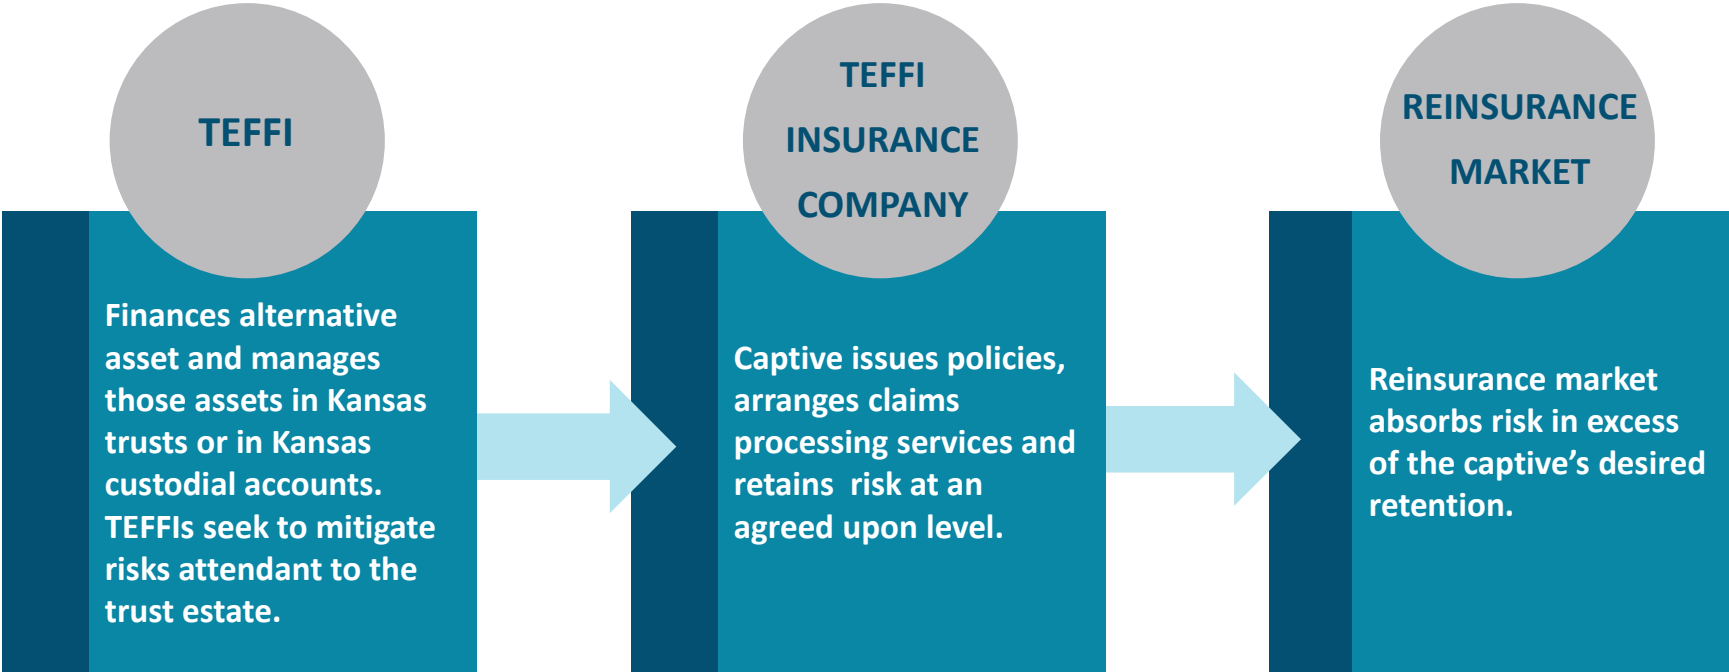 TEFFI
Finances alternative
asset and manages
those assets in Kansas
trusts or in Kansas
custodial accounts.
TEFFIs seek to mitigate
risks attendant to the
trust estate.
TEFFI
INSURANCE
COMPANY
Captive issues policies,
arranges claims
processing services and
retains  risk at an
agreed upon level.
REINSURANCE
MARKET
Reinsurance market
absorbs risk in excess
of the captive’s desired
retention.